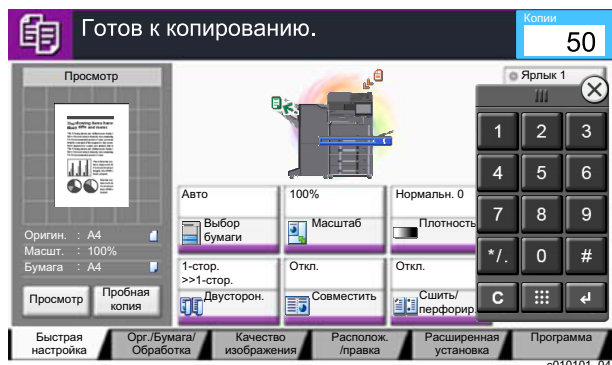 Готов к копированию.
Копии
50
Просмотр
Ярлык 1
1 2 3
4 5 6
7 8 9
*/. 0 #
C
Авто
Выбор
бумаги
100%
Масштаб
Нормальн. 0
Плотность
Оригин. : A4
Масшт. : 100%
Бумага : A4
1-стор.
>>1-стор.
Двусторон.
Откл.
Совместить
Откл.
Сшить/
перфорир.
Просмотр
Пробная
копия
Быстрая
настройка
Орг./Бумага/
Обработка
Качество
изображения
Располож.
/правка
Расширенная
установка
Программа